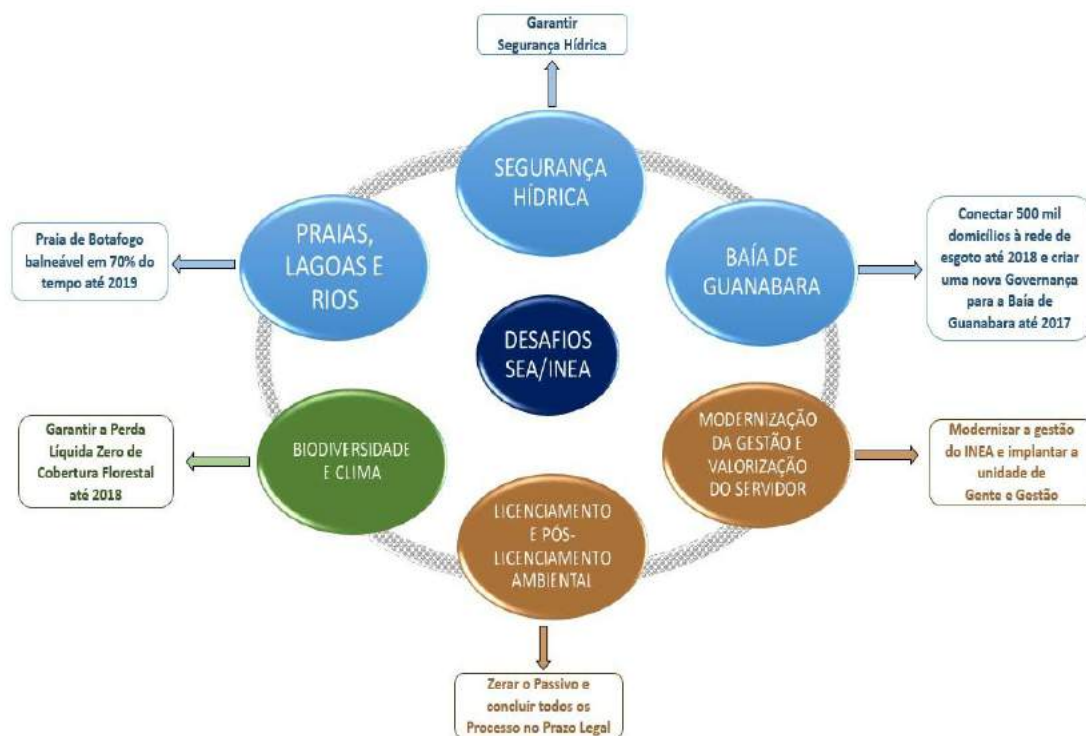 Garantir
Segurança Hídrica
SEGURANÇA
HÍDRICA
PRAIAS,
LAGOAS E
RIOS
Praia de Botafogo
balneável em 70% do
tempo até 2019
BAÍA DE
GUANABARA
Conectar 500 mil
domicílios à rede de
esgoto até 2018 e criar
uma nova Governança
para a Baía de
Guanabara até 2017
DESAFIOS
SEA/INEA
BIODIVERSIDADE
E CLIMA
Garantir a Perda
Líquida Zero de
Cobertura Florestal
até 2018
MODERNIZAÇÃO
DA GESTÃO E
VALORIZAÇÃO
DO SERVIDOR
Modernizar a gestão
do INEA e implantar a
unidade de
Gente e Gestão
LICENCIAMENTO
E PÓS-
LICENCIAMENTO
AMBIENTAL
Zerar o Passivo e
concluir todos os
Processo no Prazo Legal